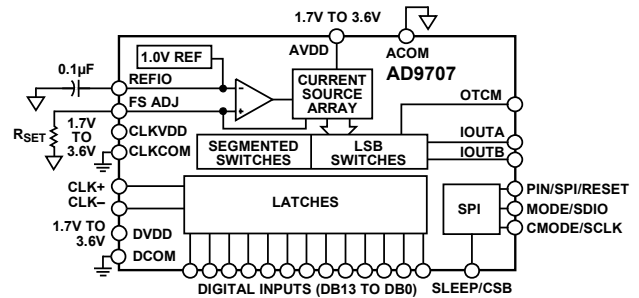 1.7V TO 3.6V
AVDD
ACOM
1.0V REF
AD9707
0.1µF
REFIO
CURRENT
SOURCE
ARRAY
FS ADJ
OTCM
RSET
1.7V
TO
3.6V
CLKVDD
CLKCOM
SEGMENTED
SWITCHES
LSB
SWITCHES
IOUTA
IOUTB
CLK+
CLK–
LATCHES
SPI
PIN/SPI/RESET
MODE/SDIO
CMODE/SCLK
1.7V TO
3.6V
DVDD
DCOM
DIGITAL INPUTS (DB13 TO DB0)
SLEEP/CSB